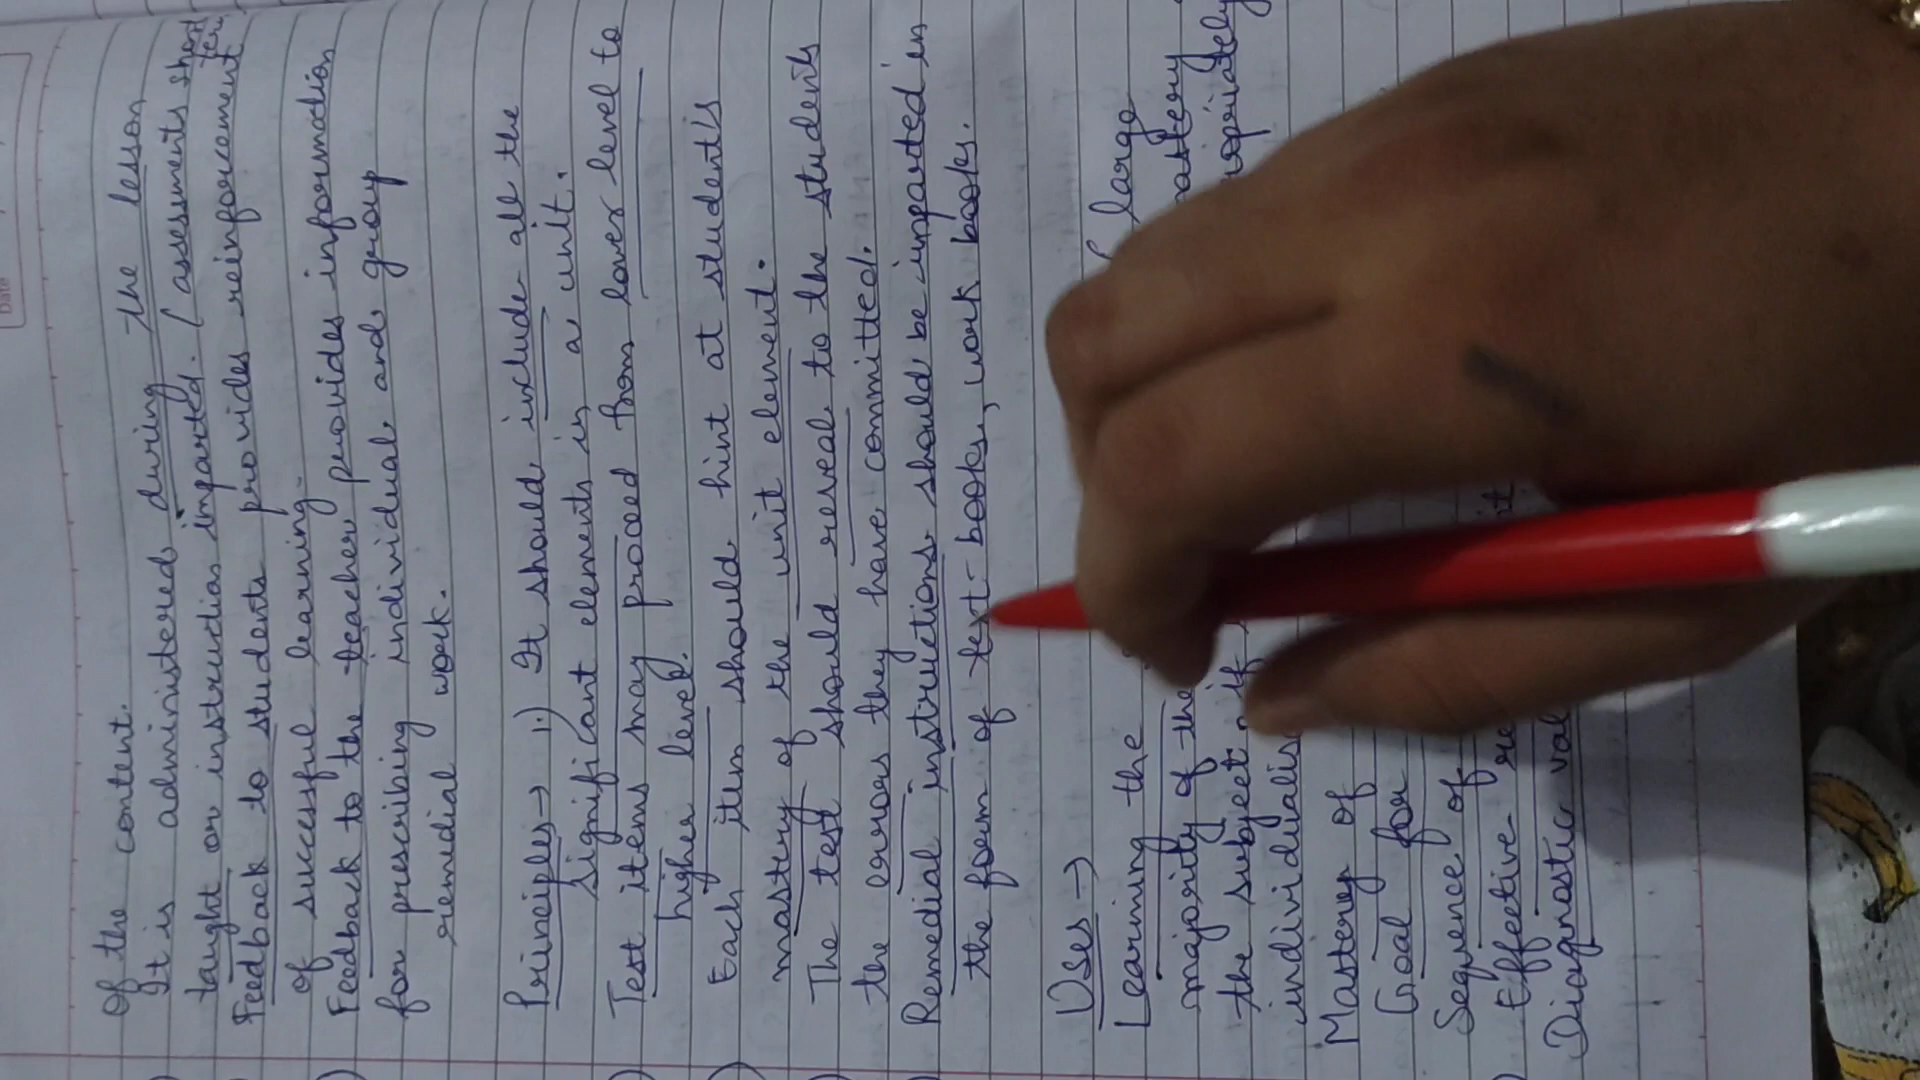 of the content.
It is administered during the lesson
taught or instruction imparted. (assessments short
term
Feedback to students provides reinforcement
of successful learning.
Feedback to the teacher provides information
for prescribing individual and group
remedial work.
Principles → 1.) It should include all the
significant elements in a unit.
Test items may proceed from lower level to
higher level.
Each item should hint at student's
mastery of the unit element.
The test should reveal to the students
the errors they have committed.
Remedial instructions should be imparted in
the form of text-books, work books.
Uses →
Learning the large
majority of the mastery
the subject if
Mastery of
Goal for
Sequence of
Effective
Diagnostic